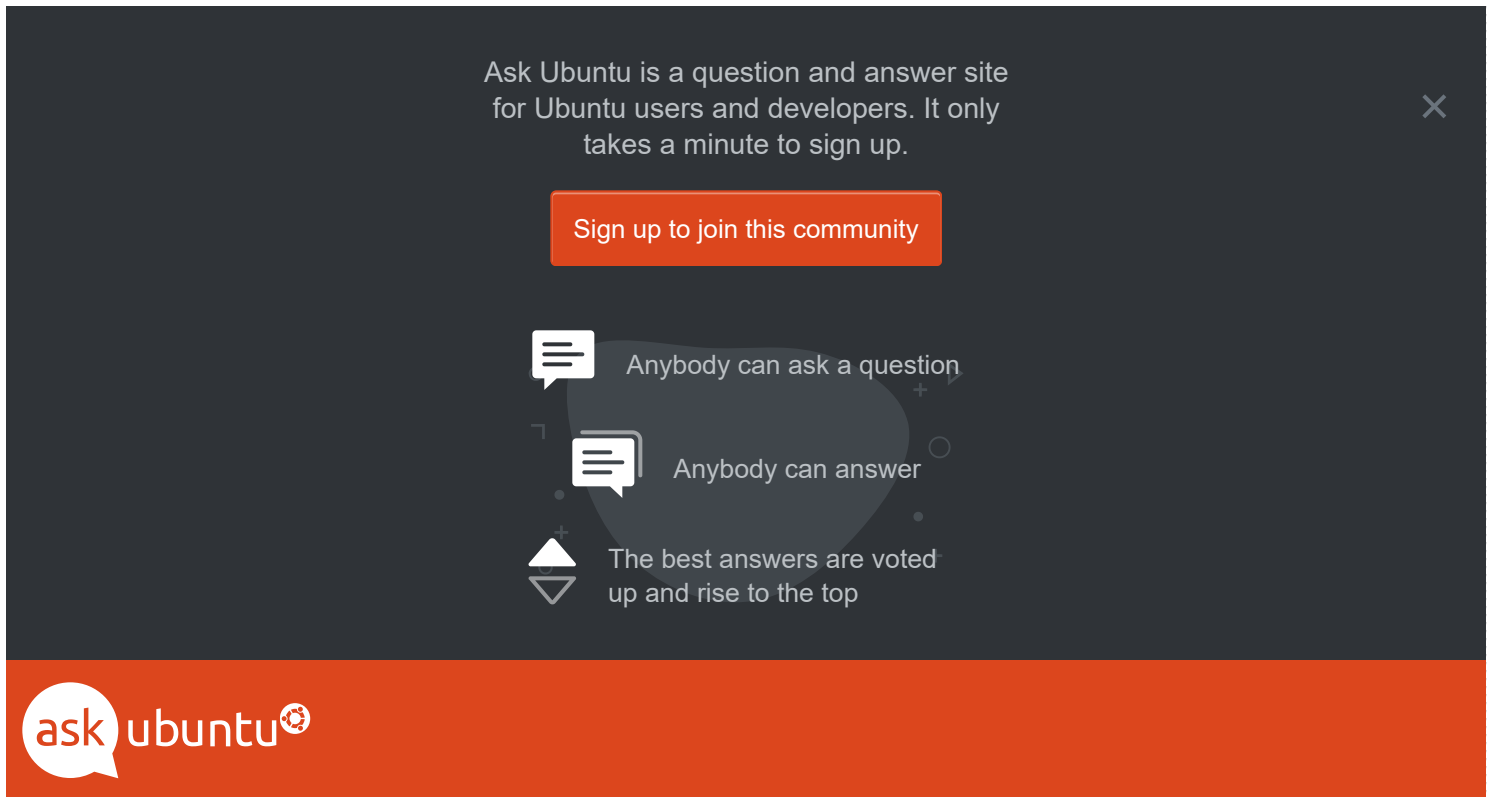 Ask Ubuntu is a question and answer site
for Ubuntu users and developers. It only
takes a minute to sign up.
Sign up to join this community
Anybody can ask a question
Anybody can answer
The best answers are voted
up and rise to the top
ask ubuntu